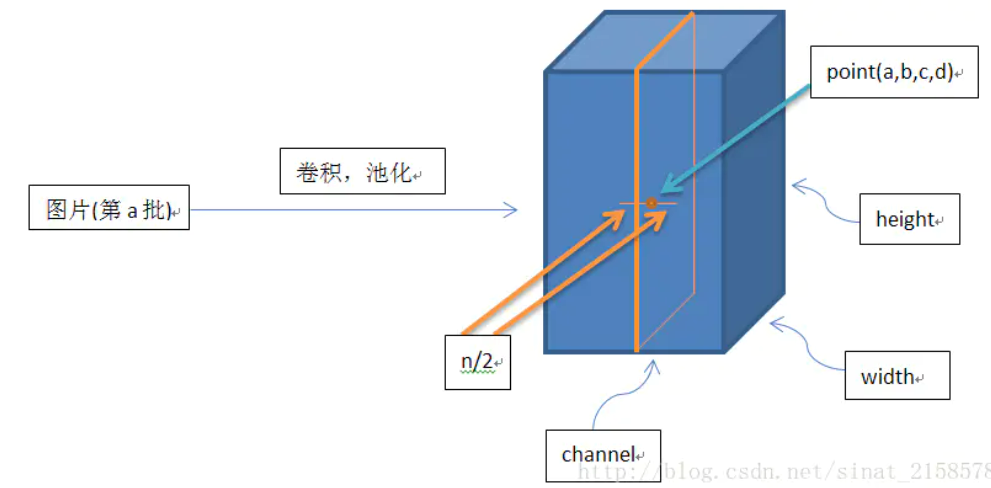 point(a,b,c,d)
卷积，池化
图片(第 a 批)
height
n/2
width
channel
http://blog.csdn.net/sinat_2158578